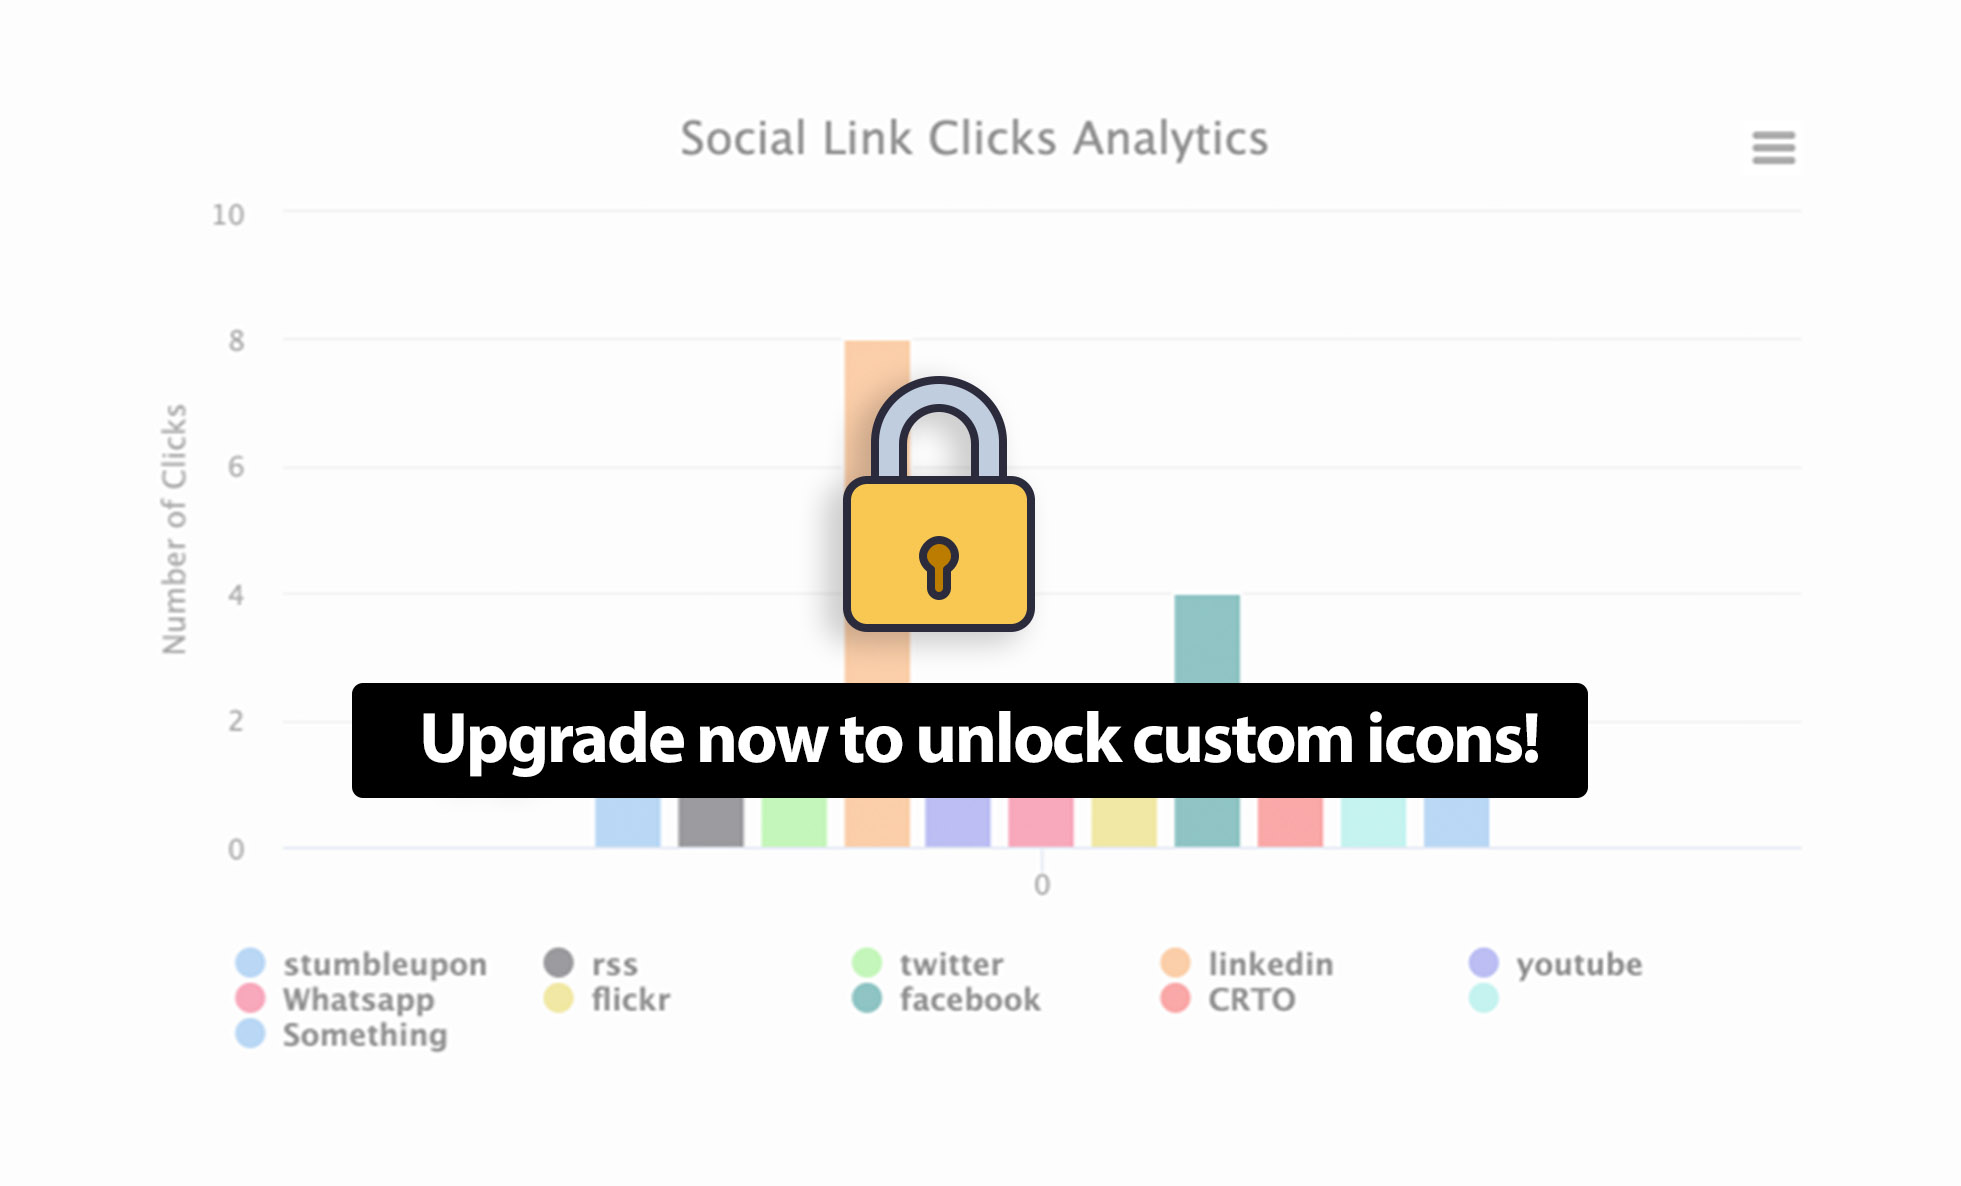 Social Link Clicks Analytics
10
8
6
4
2
0
Number of Clicks
Upgrade now to unlock custom icons!
0
stumbleupon rss twitter linkedin youtube
Whatsapp flickr facebook CRTO
Something